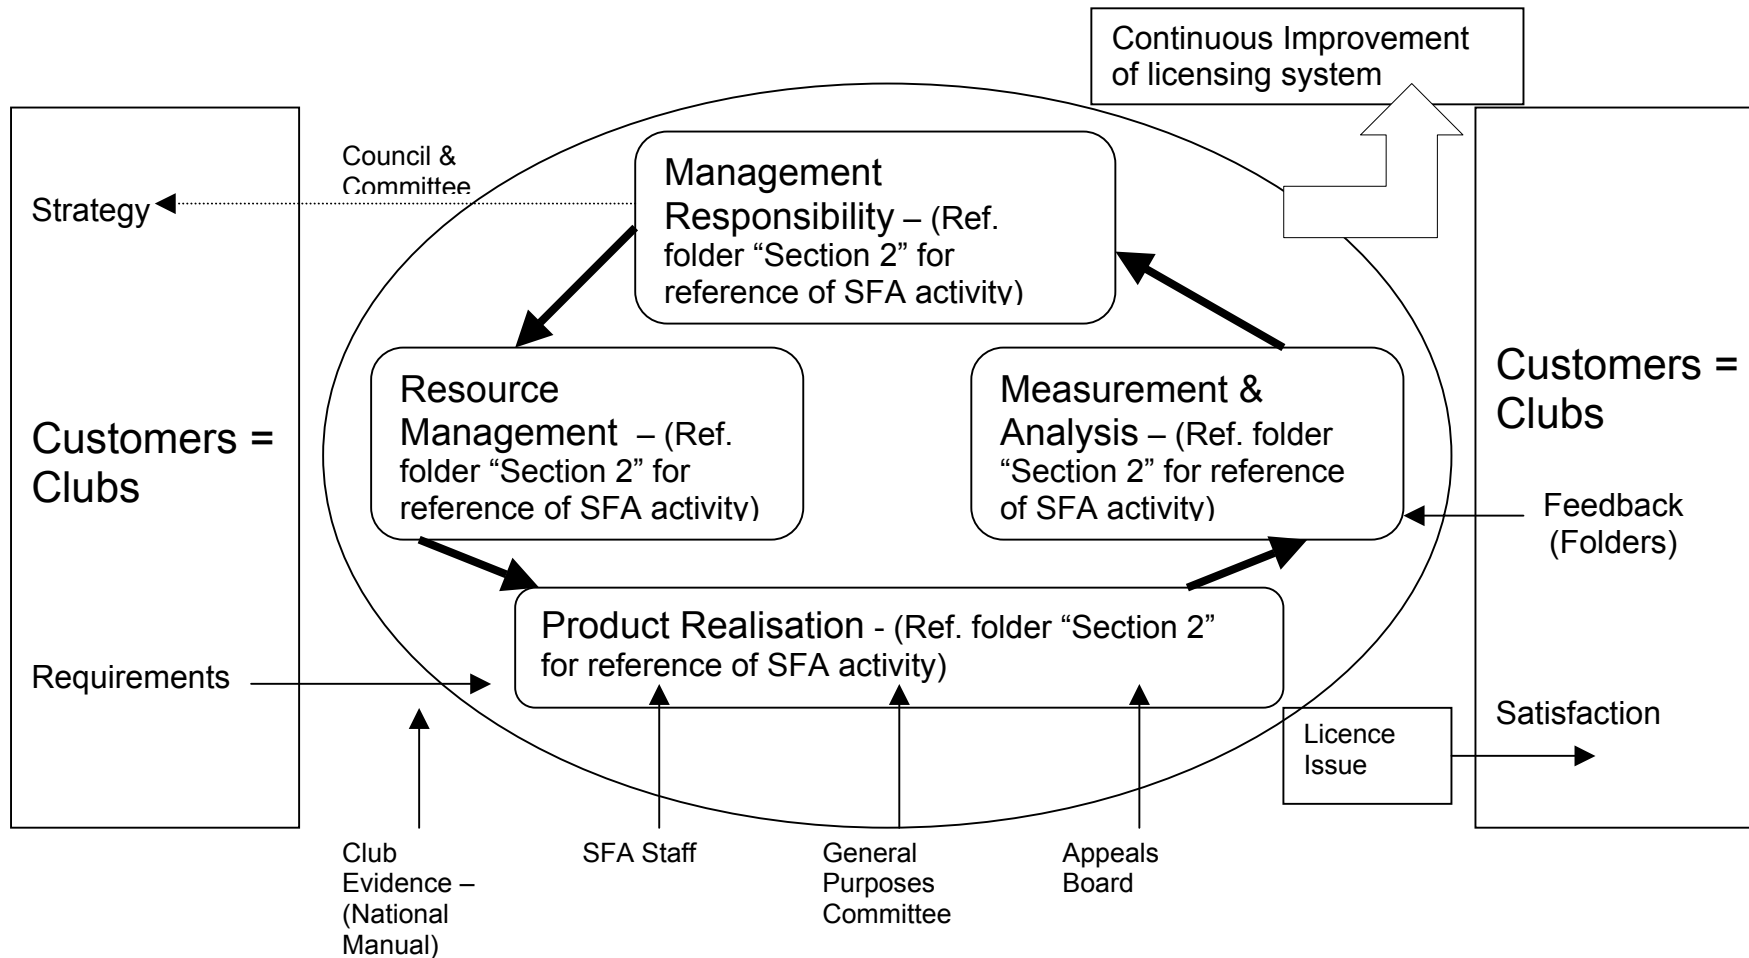 Continuous Improvement
of licensing system
Council &
Committee
Strategy
Customers =
Clubs
Requirements
Management
Responsibility – (Ref.
folder “Section 2” for
reference of SFA activity)
Resource
Management – (Ref.
folder “Section 2” for
reference of SFA activity)
Measurement &
Analysis – (Ref. folder
“Section 2” for reference
of SFA activity)
Product Realisation - (Ref. folder “Section 2”
for reference of SFA activity)
Customers =
Clubs
Feedback
(Folders)
Satisfaction
Licence
Issue
Club
Evidence –
(National
Manual)
SFA Staff
General
Purposes
Committee
Appeals
Board